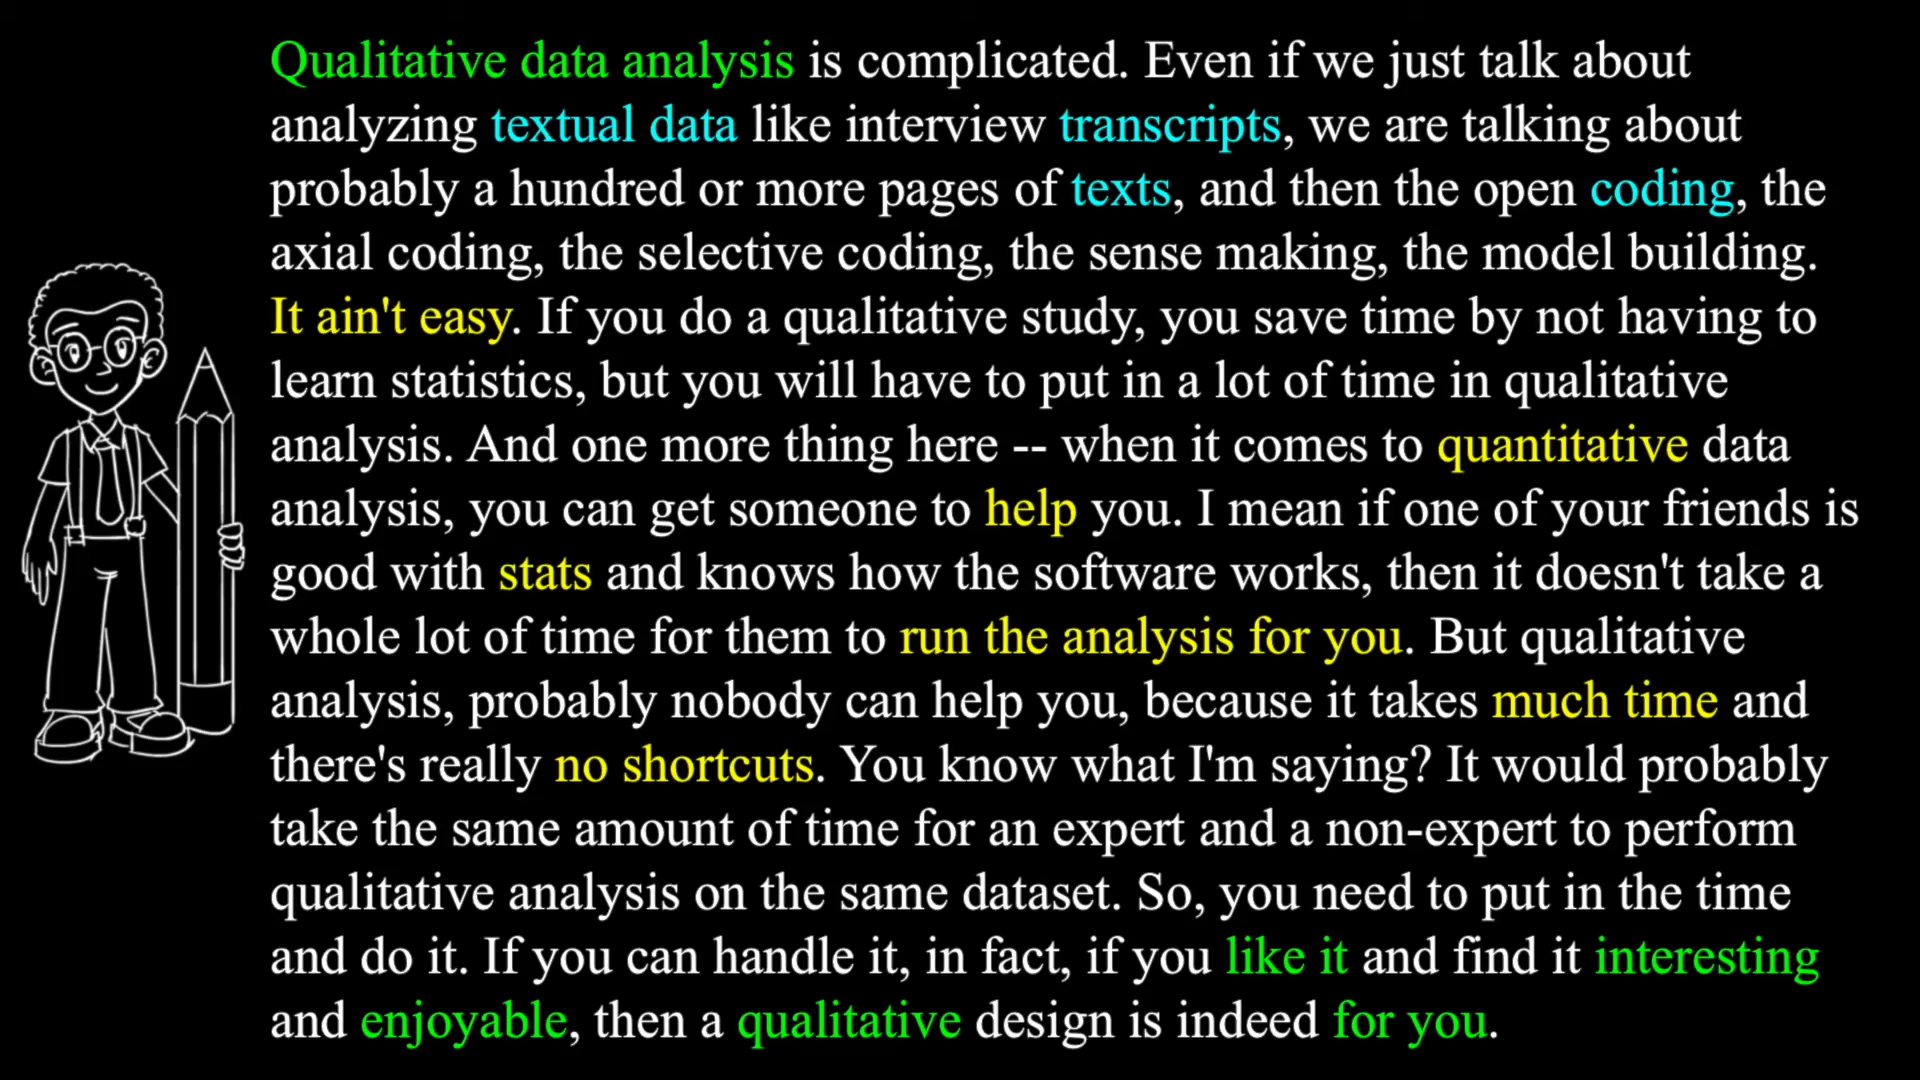 Qualitative data analysis is complicated. Even if we just talk about
analyzing textual data like interview transcripts, we are talking about
probably a hundred or more pages of texts, and then the open coding, the
axial coding, the selective coding, the sense making, the model building.
It ain't easy. If you do a qualitative study, you save time by not having to
learn statistics, but you will have to put in a lot of time in qualitative
analysis. And one more thing here -- when it comes to quantitative data
analysis, you can get someone to help you. I mean if one of your friends is
good with stats and knows how the software works, then it doesn't take a
whole lot of time for them to run the analysis for you. But qualitative
analysis, probably nobody can help you, because it takes much time and
there's really no shortcuts. You know what I'm saying? It would probably
take the same amount of time for an expert and a non-expert to perform
qualitative analysis on the same dataset. So, you need to put in the time
and do it. If you can handle it, in fact, if you like it and find it interesting
and enjoyable, then a qualitative design is indeed for you.